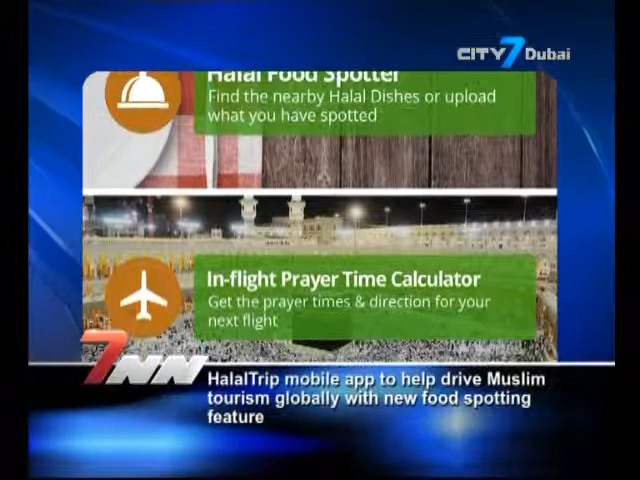 CITY7 Dubai
Halal Food Spotter
Find the nearby Halal Dishes or upload
what you have spotted
In-flight Prayer Time Calculator
Get the prayer times & direction for your
next flight
7NN
HalalTrip mobile app to help drive Muslim
tourism globally with new food spotting
feature